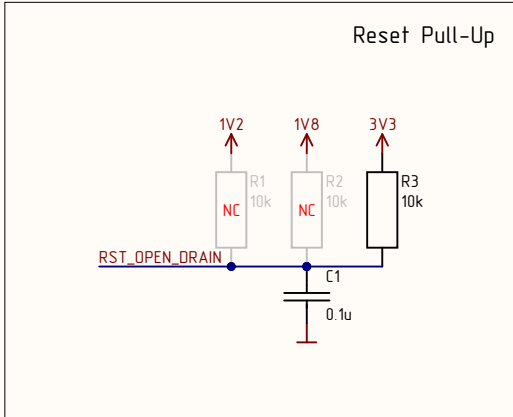 Reset Pull-Up
1V2 1V8 3V3
R1 R2 R3
10k 10k 10k
NC NC
RST_OPEN_DRAIN
C1
0.1u